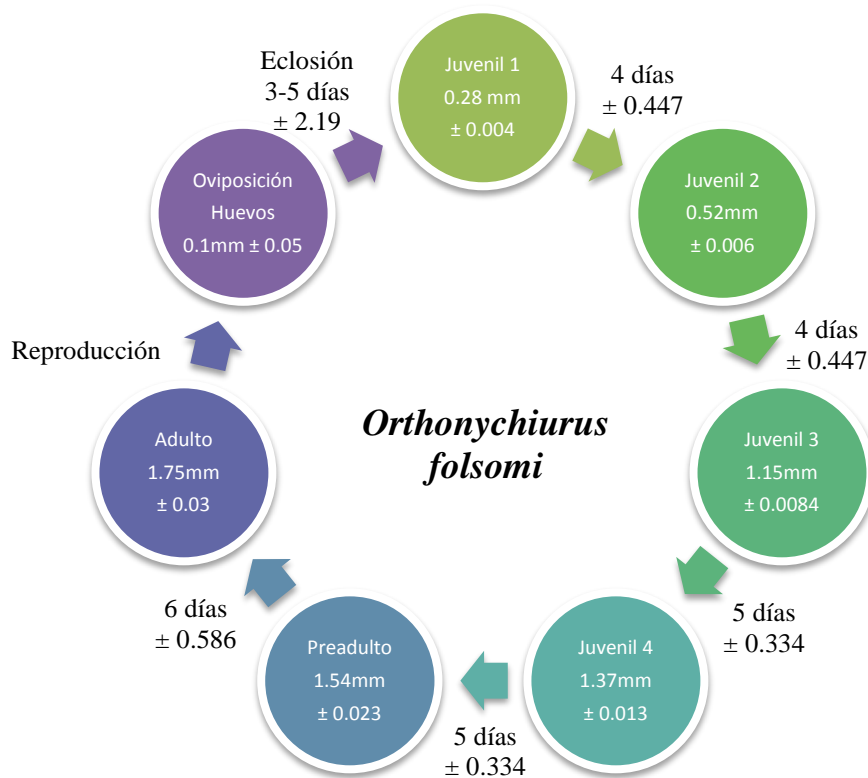 Eclosión
3-5 días
± 2.19
Juvenil 1
0.28 mm
± 0.004
4 días
± 0.447
Juvenil 2
0.52mm
± 0.006
4 días
± 0.447
Juvenil 3
1.15mm
± 0.0084
5 días
± 0.334
Juvenil 4
1.37mm
± 0.013
5 días
± 0.334
Preadulto
1.54mm
± 0.023
6 días
± 0.586
Adulto
1.75mm
± 0.03
Reproducción
Oviposición
Huevos
0.1mm ± 0.05
Orthonychiurus
folsomi